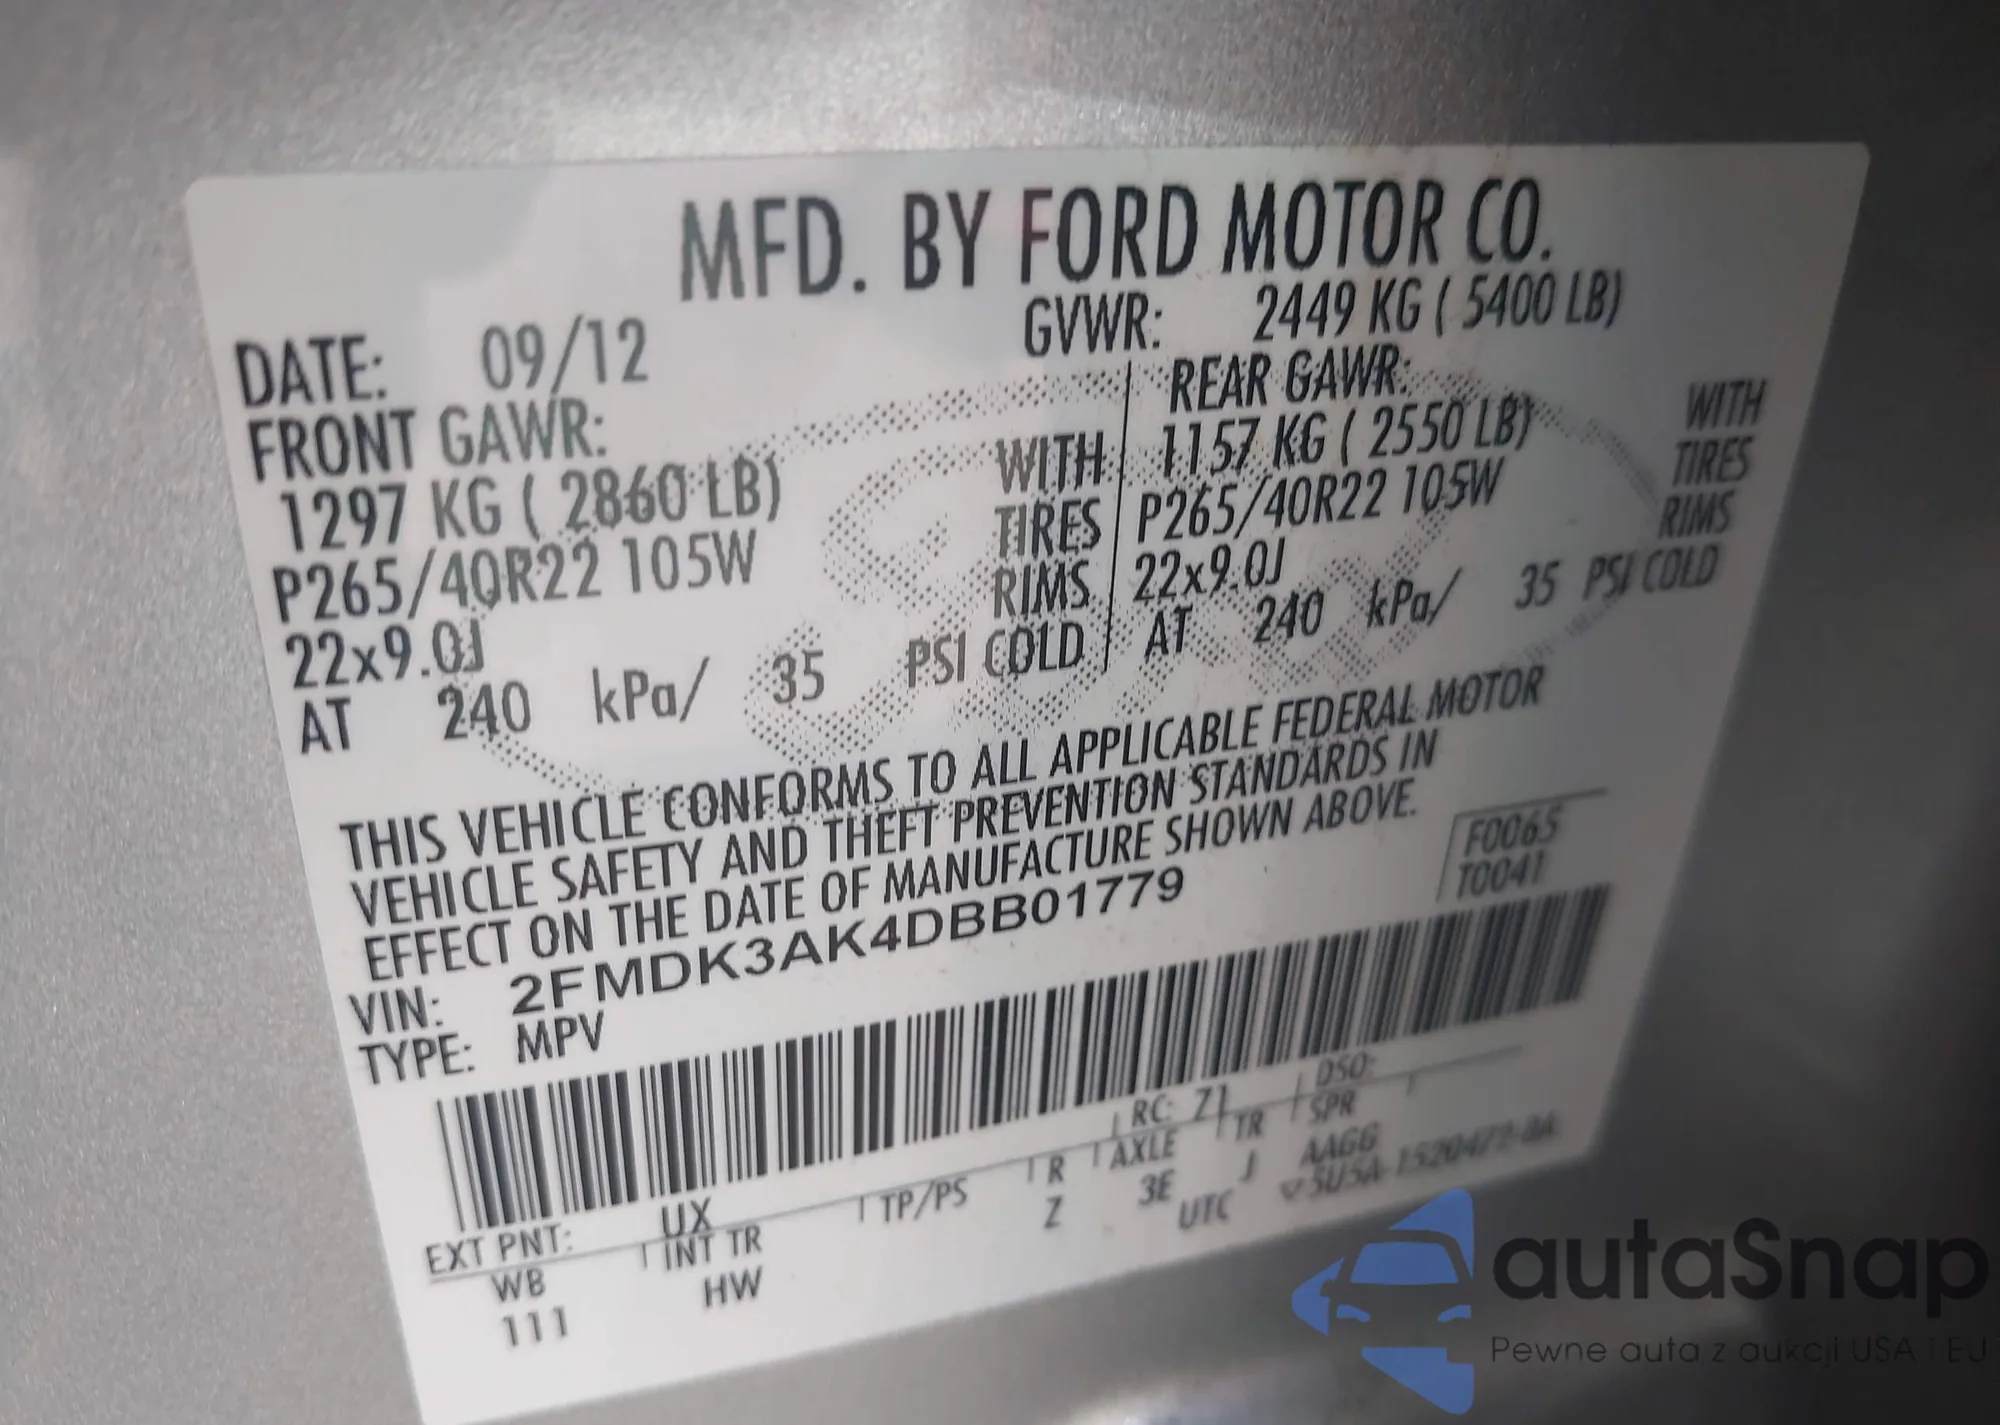 MFD. BY FORD MOTOR CO.
DATE: 09/12
GVWR: 2449 KG ( 5400 LB)
FRONT GAWR:
1297 KG ( 2860 LB) WITH
P265/40R22 105W TIRES
22x9.0J RIMS
AT 240 kPa/ 35 PSI COLD
REAR GAWR:
1157 KG ( 2550 LB) WITH
P265/40R22 105W TIRES
22x9.0J RIMS
AT 240 kPa/ 35 PSI COLD
THIS VEHICLE CONFORMS TO ALL APPLICABLE FEDERAL MOTOR
VEHICLE SAFETY AND THEFT PREVENTION STANDARDS IN
EFFECT ON THE DATE OF MANUFACTURE SHOWN ABOVE.
F0065
T0041
VIN: 2FMDK3AK4DBB01779
TYPE: MPV
EXT PNT: UX RC: 71 DSO:
WB INT TR TP/PS R AXLE TR SPR
111 HW Z 3E J AAGG
UTC
autaSnap
Pewne auta z aukcji USA i EU